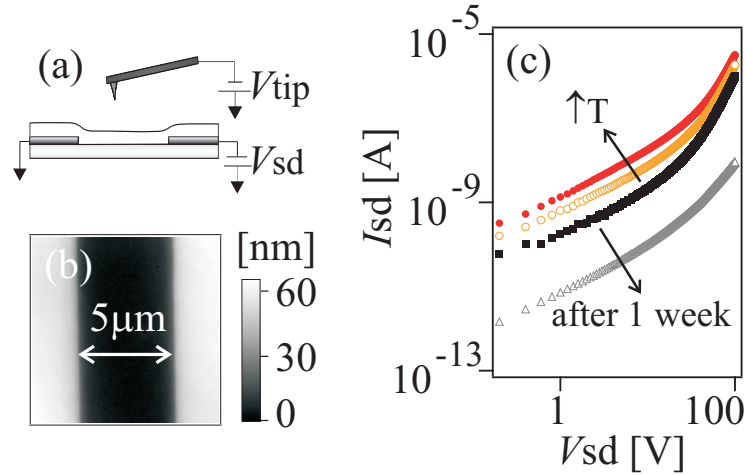 (a)
Vtip
Vsd
(b)
5μm
[nm]
60
30
0
(c)
10^-5
10^-9
10^-13
Isd [A]
↑T
after 1 week
1
100
Vsd [V]